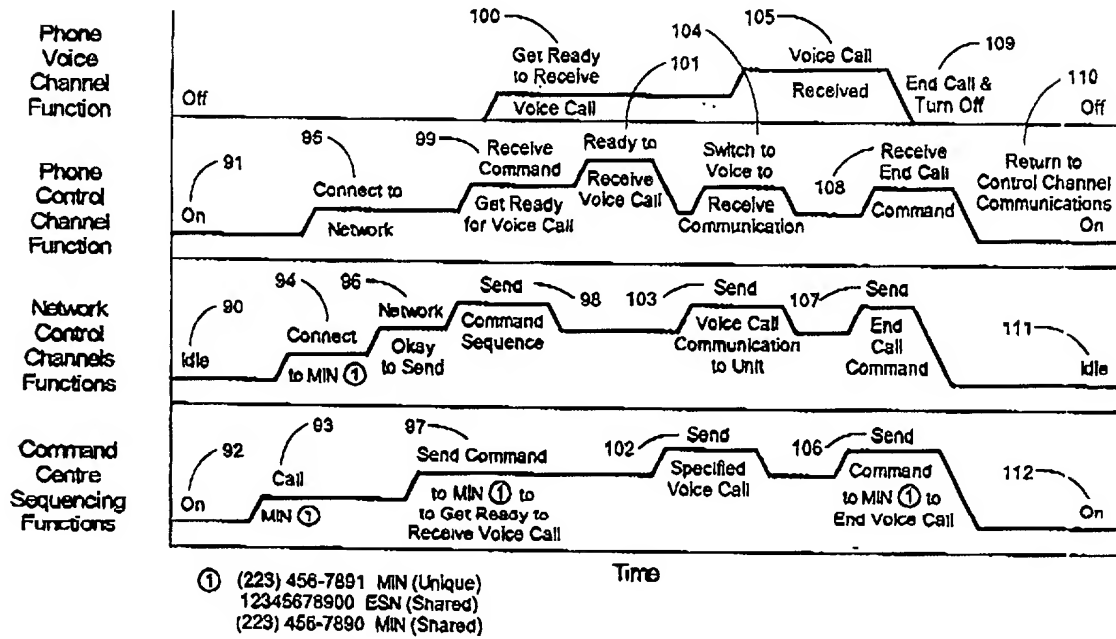 100
105
Phone
Voice
Channel
Function
Off
Get Ready
to Receive
Voice Call
104
101
Voice Call
Received
109
End Call &
Turn Off
110
Off
Phone
Control
Channel
Function
91
On
95
Connect to
Network
99
Receive
Command
Get Ready
for Voice Call
Ready to
Receive
Voice Call
Switch to
Voice to
Receive
Communication
108
Receive
End Call
Command
Return to
Control Channel
Communications
On
Network
Control
Channels
Functions
90
Idle
94
Connect
to MIN ①
96
Network
Okay
to Send
Send
98
Command
Sequence
103
Send
Voice Call
Communication
to Unit
107
Send
End
Call
Command
111
Idle
Command
Centre
Sequencing
Functions
92
On
93
Call
MIN ①
97
Send Command
to MIN ① to
to Get Ready to
Receive Voice Call
102
Send
Specified
Voice Call
106
Send
Command
to MIN ① to
End Voice Call
112
On
Time
① (223) 456-7891 MIN (Unique)
12345678900 ESN (Shared)
(223) 456-7890 MIN (Shared)